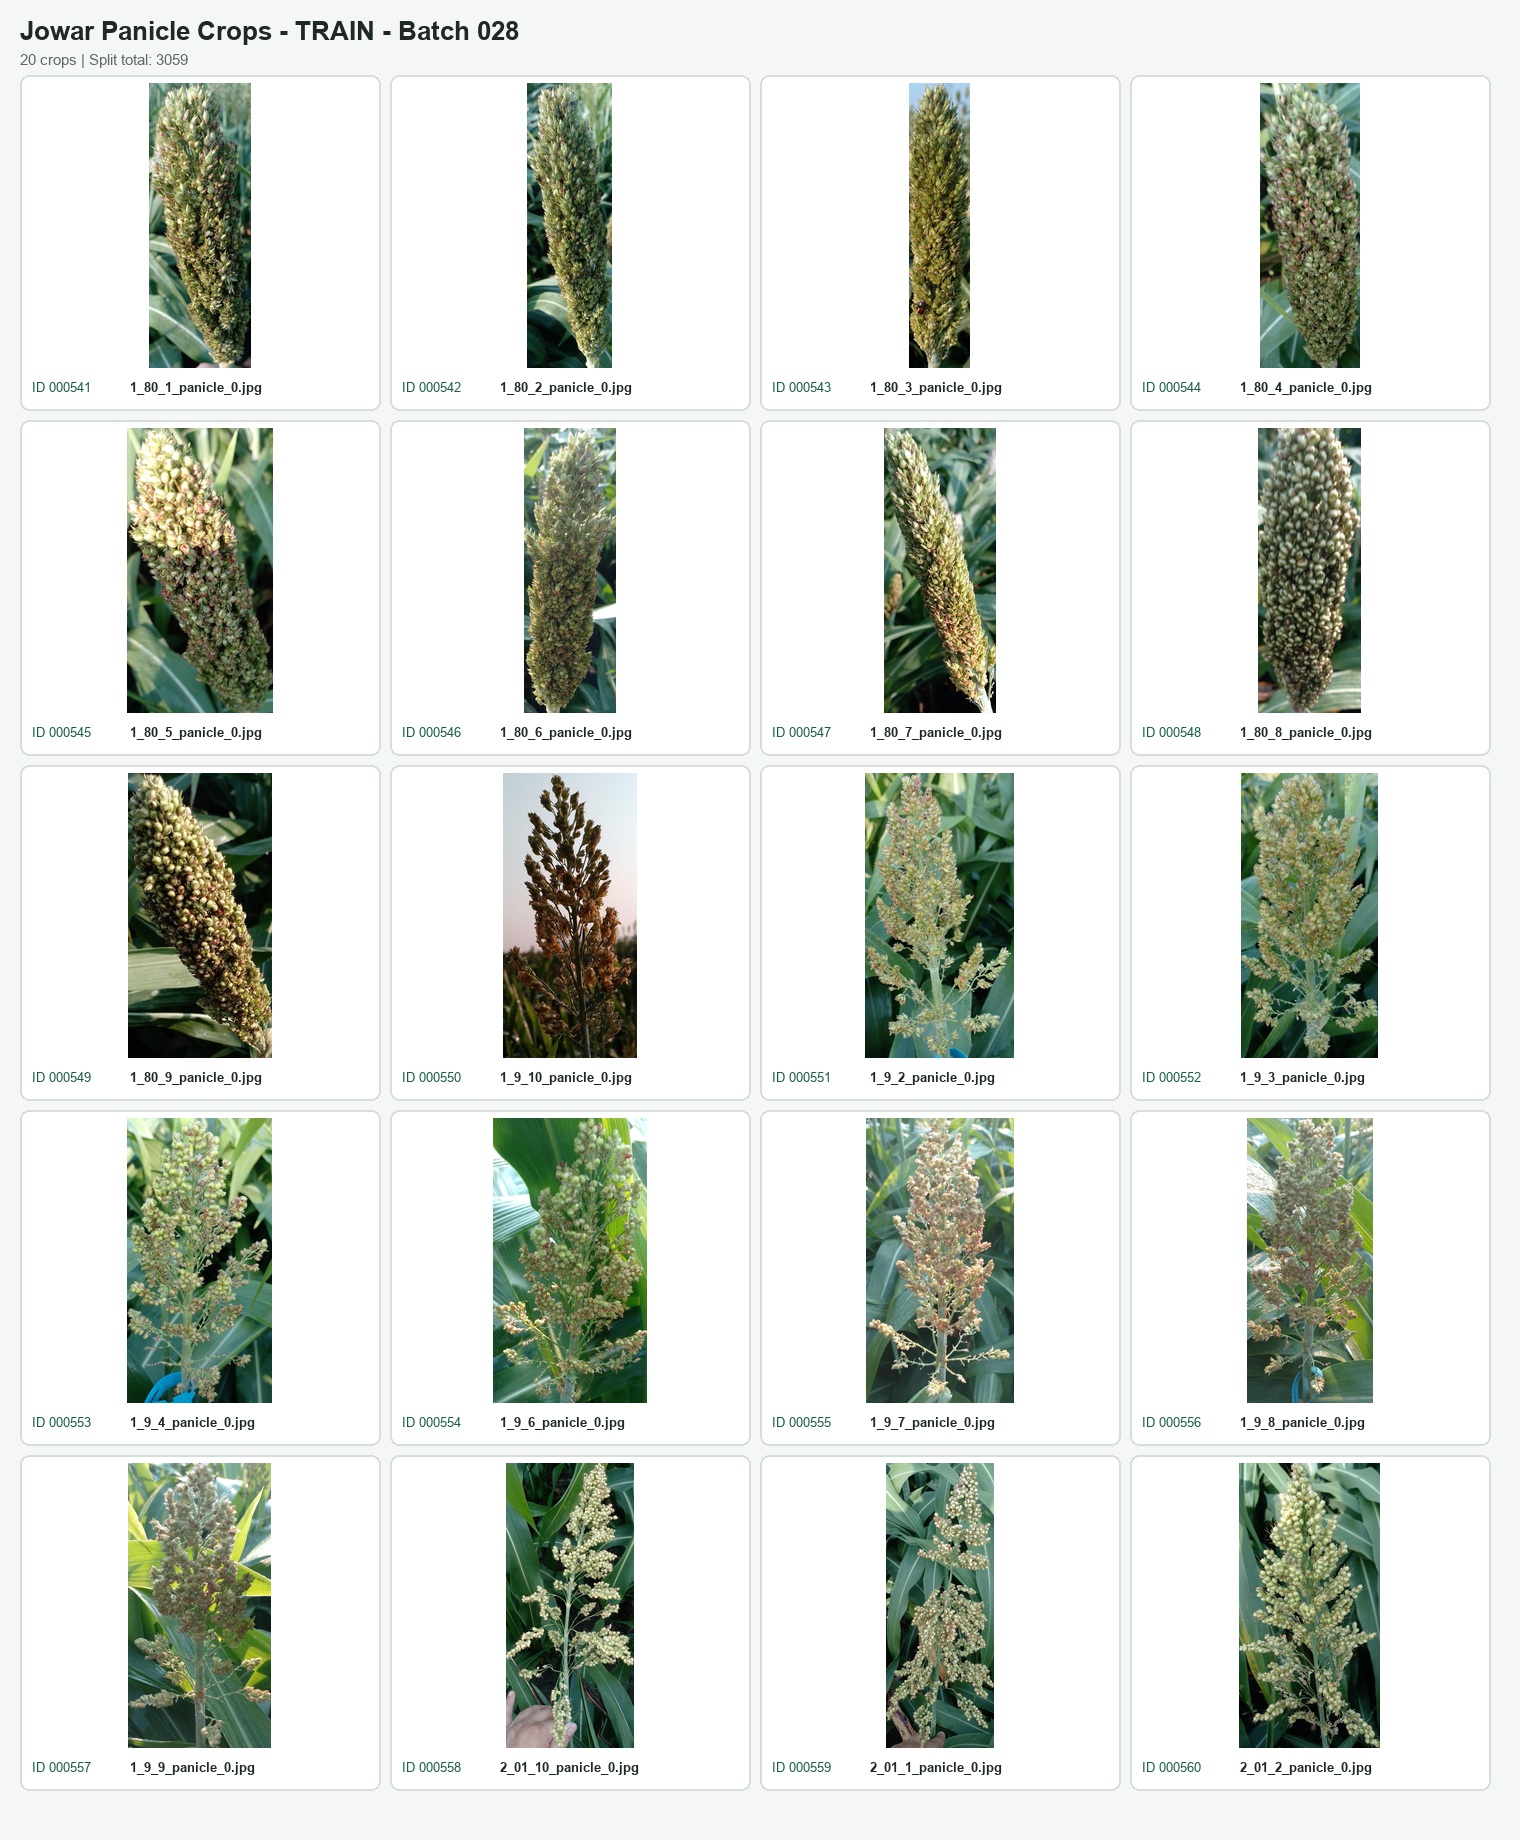 Jowar Panicle Crops - TRAIN - Batch 028
20 crops | Split total: 3059
ID 000541 1_80_1_panicle_0.jpg
ID 000542 1_80_2_panicle_0.jpg
ID 000543 1_80_3_panicle_0.jpg
ID 000544 1_80_4_panicle_0.jpg
ID 000545 1_80_5_panicle_0.jpg
ID 000546 1_80_6_panicle_0.jpg
ID 000547 1_80_7_panicle_0.jpg
ID 000548 1_80_8_panicle_0.jpg
ID 000549 1_80_9_panicle_0.jpg
ID 000550 1_9_10_panicle_0.jpg
ID 000551 1_9_2_panicle_0.jpg
ID 000552 1_9_3_panicle_0.jpg
ID 000553 1_9_4_panicle_0.jpg
ID 000554 1_9_6_panicle_0.jpg
ID 000555 1_9_7_panicle_0.jpg
ID 000556 1_9_8_panicle_0.jpg
ID 000557 1_9_9_panicle_0.jpg
ID 000558 2_01_10_panicle_0.jpg
ID 000559 2_01_1_panicle_0.jpg
ID 000560 2_01_2_panicle_0.jpg